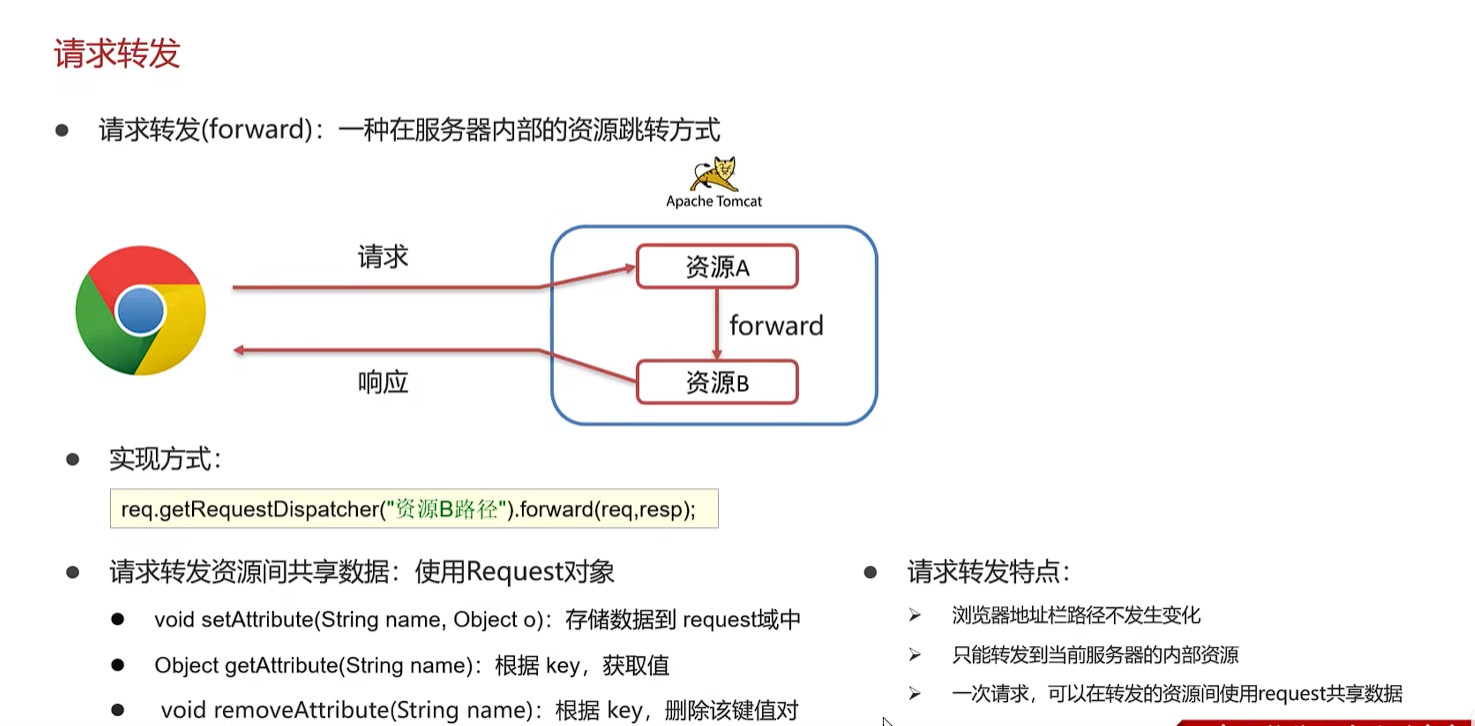 请求转发
请求转发(forward)：一种在服务器内部的资源跳转方式
Apache Tomcat
请求
资源A
forward
资源B
响应
实现方式：
req.getRequestDispatcher("资源B路径").forward(req,resp);
请求转发资源间共享数据：使用Request对象
void setAttribute(String name, Object o)：存储数据到 request域中
Object getAttribute(String name)：根据 key，获取值
void removeAttribute(String name)：根据 key，删除该键值对
请求转发特点：
浏览器地址栏路径不发生变化
只能转发到当前服务器的内部资源
一次请求，可以在转发的资源间使用request共享数据